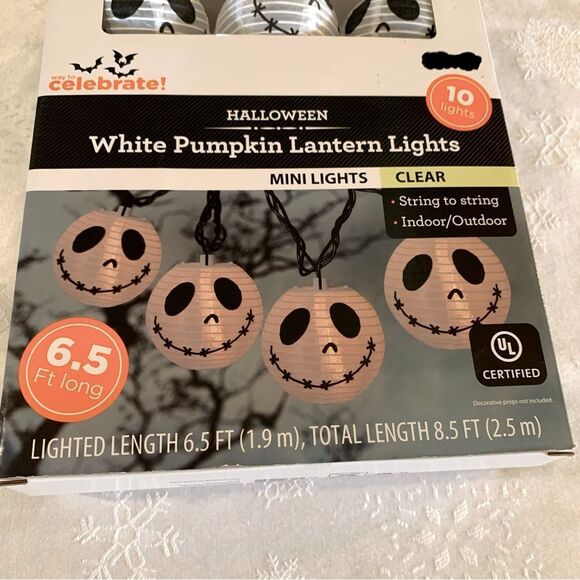 way to
celebrate!
10
lights
HALLOWEEN
White Pumpkin Lantern Lights
MINI LIGHTS CLEAR
• String to string
• Indoor/Outdoor
6.5
Ft long
UL
CERTIFIED
Decorative props not included.
LIGHTED LENGTH 6.5 FT (1.9 m), TOTAL LENGTH 8.5 FT (2.5 m)